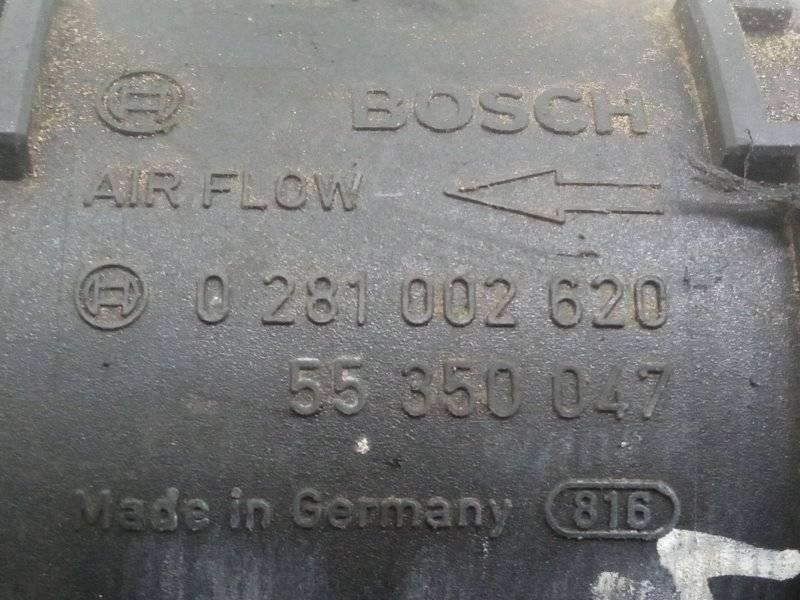 BOSCH
AIR FLOW
0 281 002 620
55 350 047
Made in Germany 816